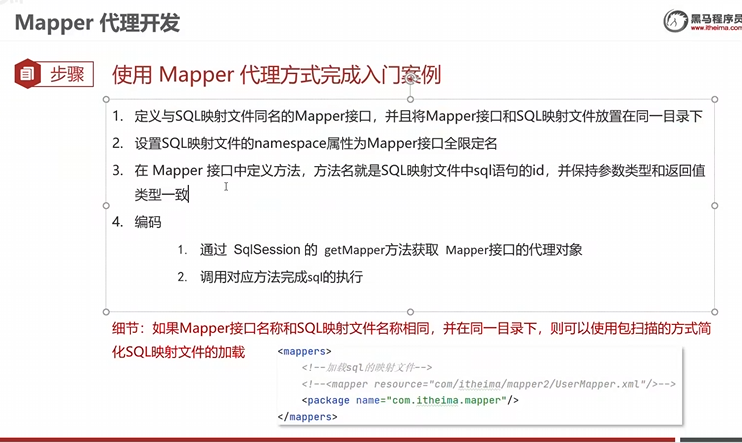 Mapper 代理开发
黑马程序员
www.itheima.com
步骤
使用 Mapper 代理方式完成入门案例
1. 定义与SQL映射文件同名的Mapper接口，并且将Mapper接口和SQL映射文件放置在同一目录下
2. 设置SQL映射文件的namespace属性为Mapper接口全限定名
3. 在 Mapper 接口中定义方法，方法名就是SQL映射文件中sql语句的id，并保持参数类型和返回值
类型一致
4. 编码
1. 通过 SqlSession 的 getMapper方法获取 Mapper接口的代理对象
2. 调用对应方法完成sql的执行
细节：如果Mapper接口名称和SQL映射文件名称相同，并在同一目录下，则可以使用包扫描的方式简
化SQL映射文件的加载
<mappers>
<!--加载sql的映射文件-->
<!--<mapper resource="com/itheima/mapper2/UserMapper.xml"/>-->
<package name="com.itheima.mapper"/>
</mappers>